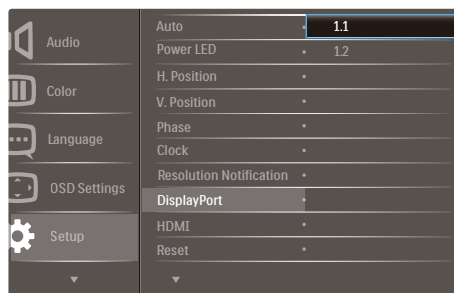 Audio
Color
Language
OSD Settings
Setup
Auto
Power LED
H. Position
V. Position
Phase
Clock
Resolution Notification
DisplayPort
HDMI
Reset
1.1
1.2